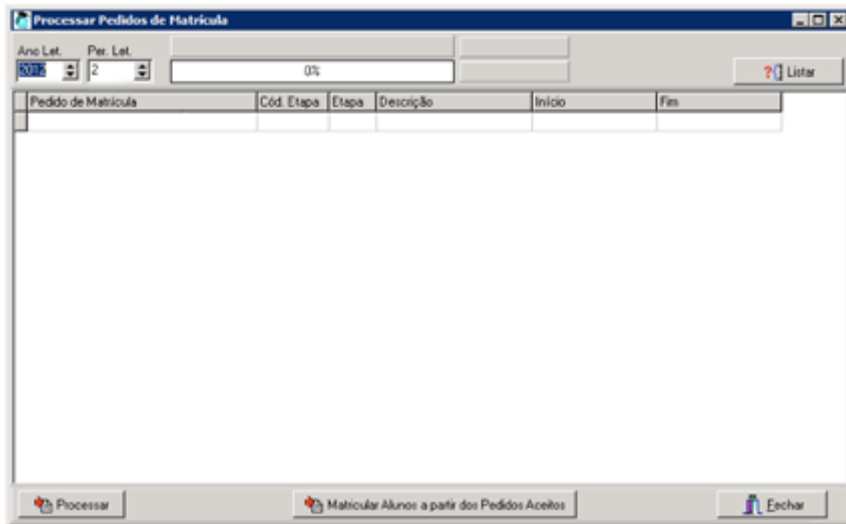 Processar Pedidos de Matrícula
Ano Let. Per. Let.
2012 2 0% Listar
Pedido de Matrícula Cód. Etapa Etapa Descrição Início Fim
Processar Matricular Alunos a partir dos Pedidos Aceitos Fechar